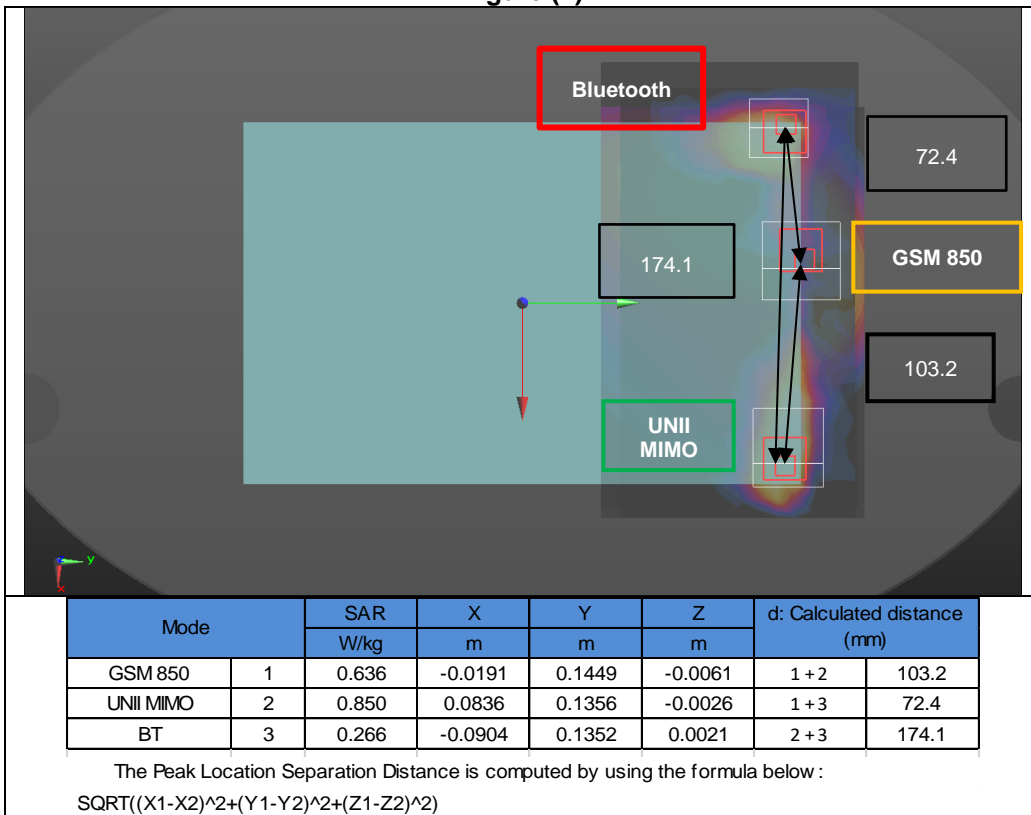 Bluetooth
72.4
174.1
GSM 850
103.2
UNII
MIMO
y
x
Mode SAR X Y Z d: Calculated distance
(mm)
W/kg m m m
GSM 850 1 0.636 -0.0191 0.1449 -0.0061 1 + 2 103.2
UNII MIMO 2 0.850 0.0836 0.1356 -0.0026 1 + 3 72.4
BT 3 0.266 -0.0904 0.1352 0.0021 2 + 3 174.1
The Peak Location Separation Distance is computed by using the formula below :
SQRT((X1-X2)^2+(Y1-Y2)^2+(Z1-Z2)^2)